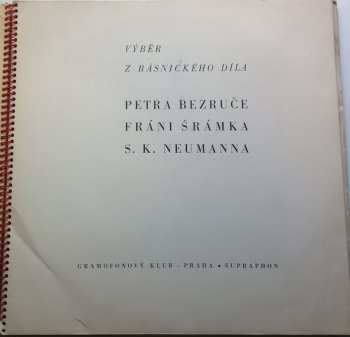 VÝBĚR
Z BÁSNICKÉHO DÍLA
PETRA BEZRUČE
FRÁNI ŠRÁMKA
S. K. NEUMANNA
GRAMOFONOVÝ KLUB - PRAHA • SUPRAPHON